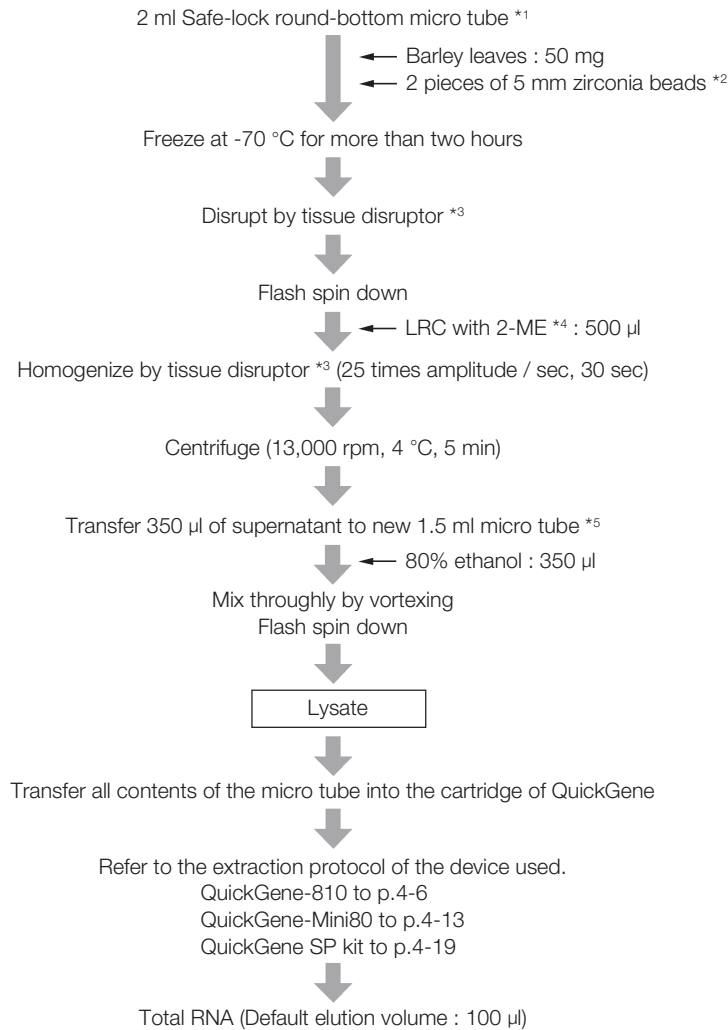 2 ml Safe-lock round-bottom micro tube *1
Barley leaves : 50 mg
2 pieces of 5 mm zirconia beads *2
Freeze at -70 °C for more than two hours
Disrupt by tissue disruptor *3
Flash spin down
LRC with 2-ME *4 : 500 µl
Homogenize by tissue disruptor *3 (25 times amplitude / sec, 30 sec)
Centrifuge (13,000 rpm, 4 °C, 5 min)
Transfer 350 µl of supernatant to new 1.5 ml micro tube *5
80% ethanol : 350 µl
Mix throughly by vortexing
Flash spin down
Lysate
Transfer all contents of the micro tube into the cartridge of QuickGene
Refer to the extraction protocol of the device used.
QuickGene-810 to p.4-6
QuickGene-Mini80 to p.4-13
QuickGene SP kit to p.4-19
Total RNA (Default elution volume : 100 µl)